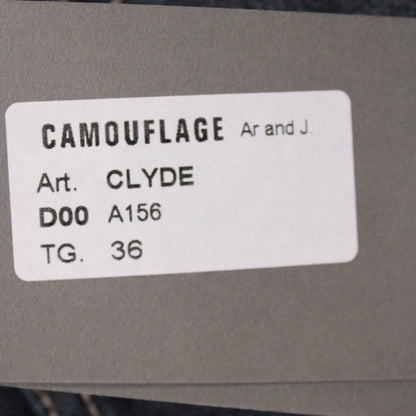 CAMOUFLAGE Ar and J.
Art. CLYDE
D00 A156
TG. 36